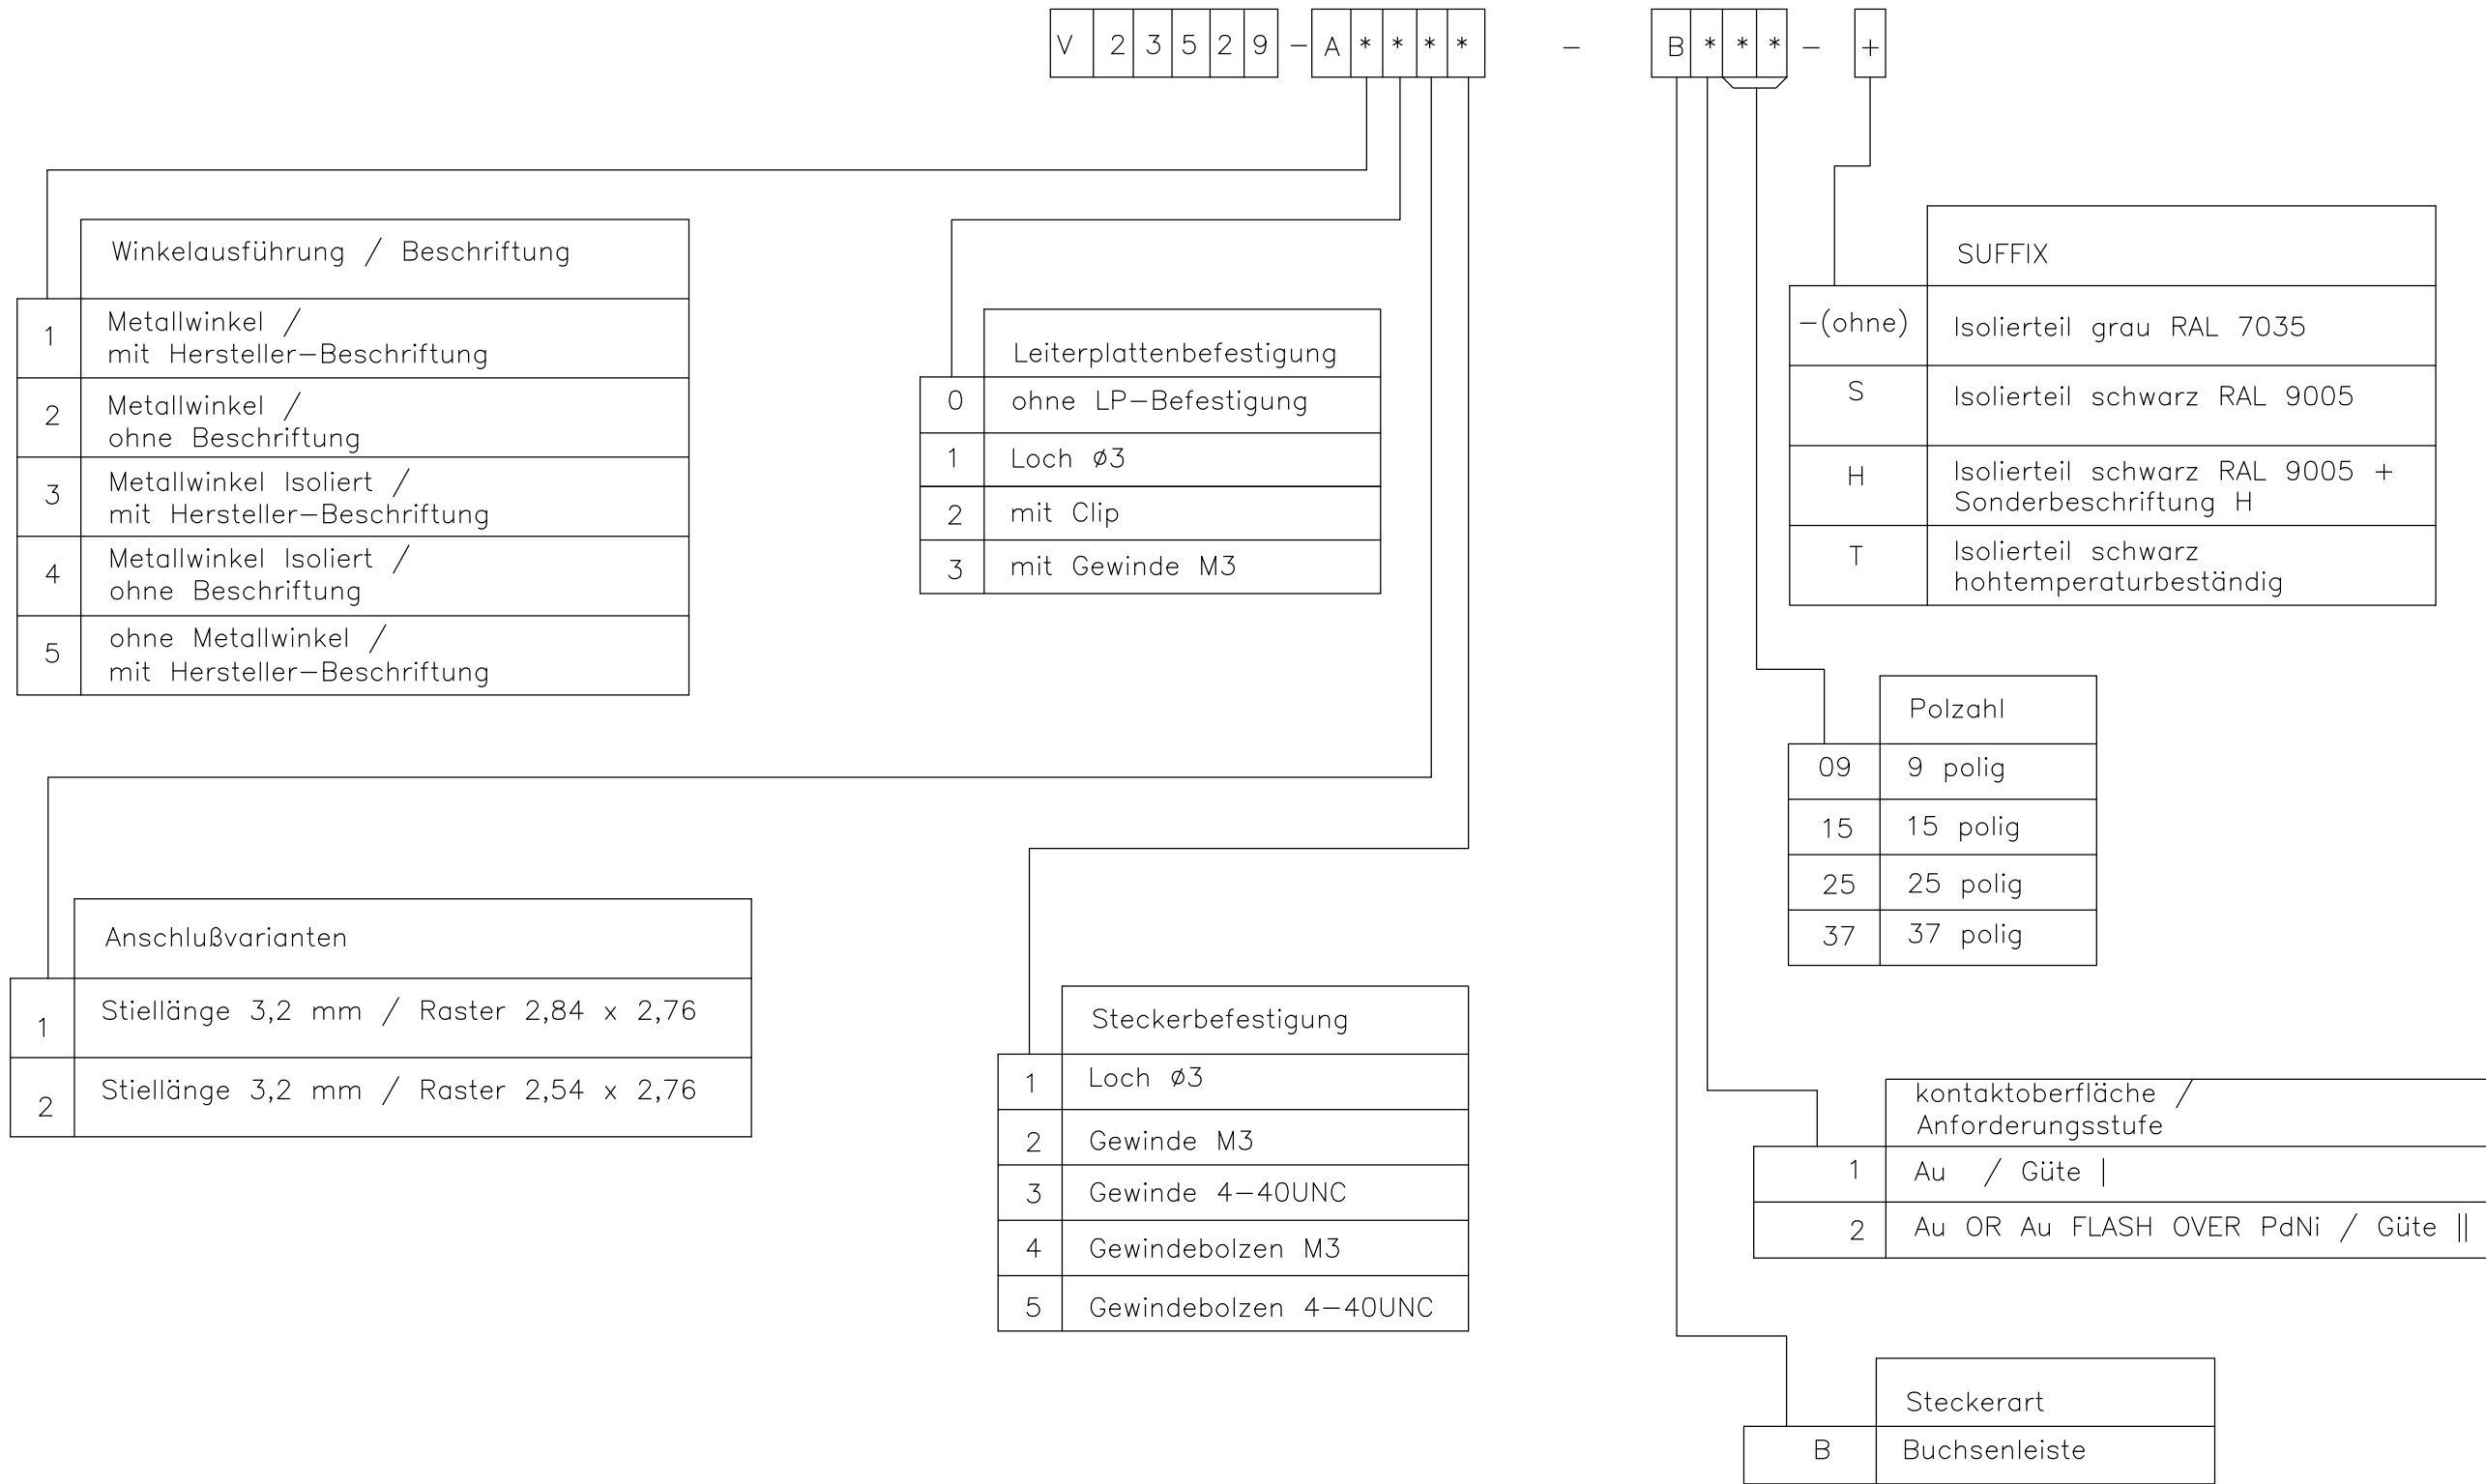 V 2 3 5 2 9 - A * * * * - B * * * - +
Winkelausführung / Beschriftung
1 Metallwinkel /
mit Hersteller-Beschriftung
2 Metallwinkel /
ohne Beschriftung
3 Metallwinkel Isoliert /
mit Hersteller-Beschriftung
4 Metallwinkel Isoliert /
ohne Beschriftung
5 ohne Metallwinkel /
mit Hersteller-Beschriftung
Leiterplattenbefestigung
0 ohne LP-Befestigung
1 Loch ø3
2 mit Clip
3 mit Gewinde M3
SUFFIX
-(ohne) Isolierteil grau RAL 7035
S Isolierteil schwarz RAL 9005
H Isolierteil schwarz RAL 9005 +
Sonderbeschriftung H
T Isolierteil schwarz
hohtemperaturbeständig
Polzahl
09 9 polig
15 15 polig
25 25 polig
37 37 polig
Anschlußvarianten
1 Stiellänge 3,2 mm / Raster 2,84 x 2,76
2 Stiellänge 3,2 mm / Raster 2,54 x 2,76
Steckerbefestigung
1 Loch ø3
2 Gewinde M3
3 Gewinde 4-40UNC
4 Gewindebolzen M3
5 Gewindebolzen 4-40UNC
kontaktoberfläche /
Anforderungsstufe
1 Au / Güte |
2 Au OR Au FLASH OVER PdNi / Güte ||
Steckerart
B Buchsenleiste